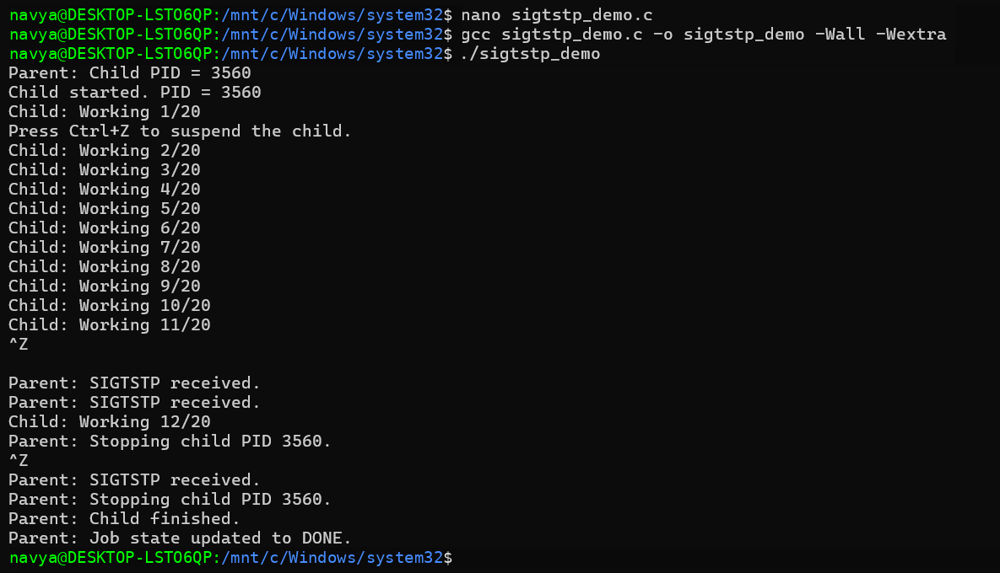 navya@DESKTOP-LSTO6QP:/mnt/c/Windows/system32$ nano sigtstp_demo.c
navya@DESKTOP-LSTO6QP:/mnt/c/Windows/system32$ gcc sigtstp_demo.c -o sigtstp_demo -Wall -Wextra
navya@DESKTOP-LSTO6QP:/mnt/c/Windows/system32$ ./sigtstp_demo
Parent: Child PID = 3560
Child started. PID = 3560
Child: Working 1/20
Press Ctrl+Z to suspend the child.
Child: Working 2/20
Child: Working 3/20
Child: Working 4/20
Child: Working 5/20
Child: Working 6/20
Child: Working 7/20
Child: Working 8/20
Child: Working 9/20
Child: Working 10/20
Child: Working 11/20
^Z
Parent: SIGTSTP received.
Parent: SIGTSTP received.
Child: Working 12/20
Parent: Stopping child PID 3560.
^Z
Parent: SIGTSTP received.
Parent: Stopping child PID 3560.
Parent: Child finished.
Parent: Job state updated to DONE.
navya@DESKTOP-LSTO6QP:/mnt/c/Windows/system32$